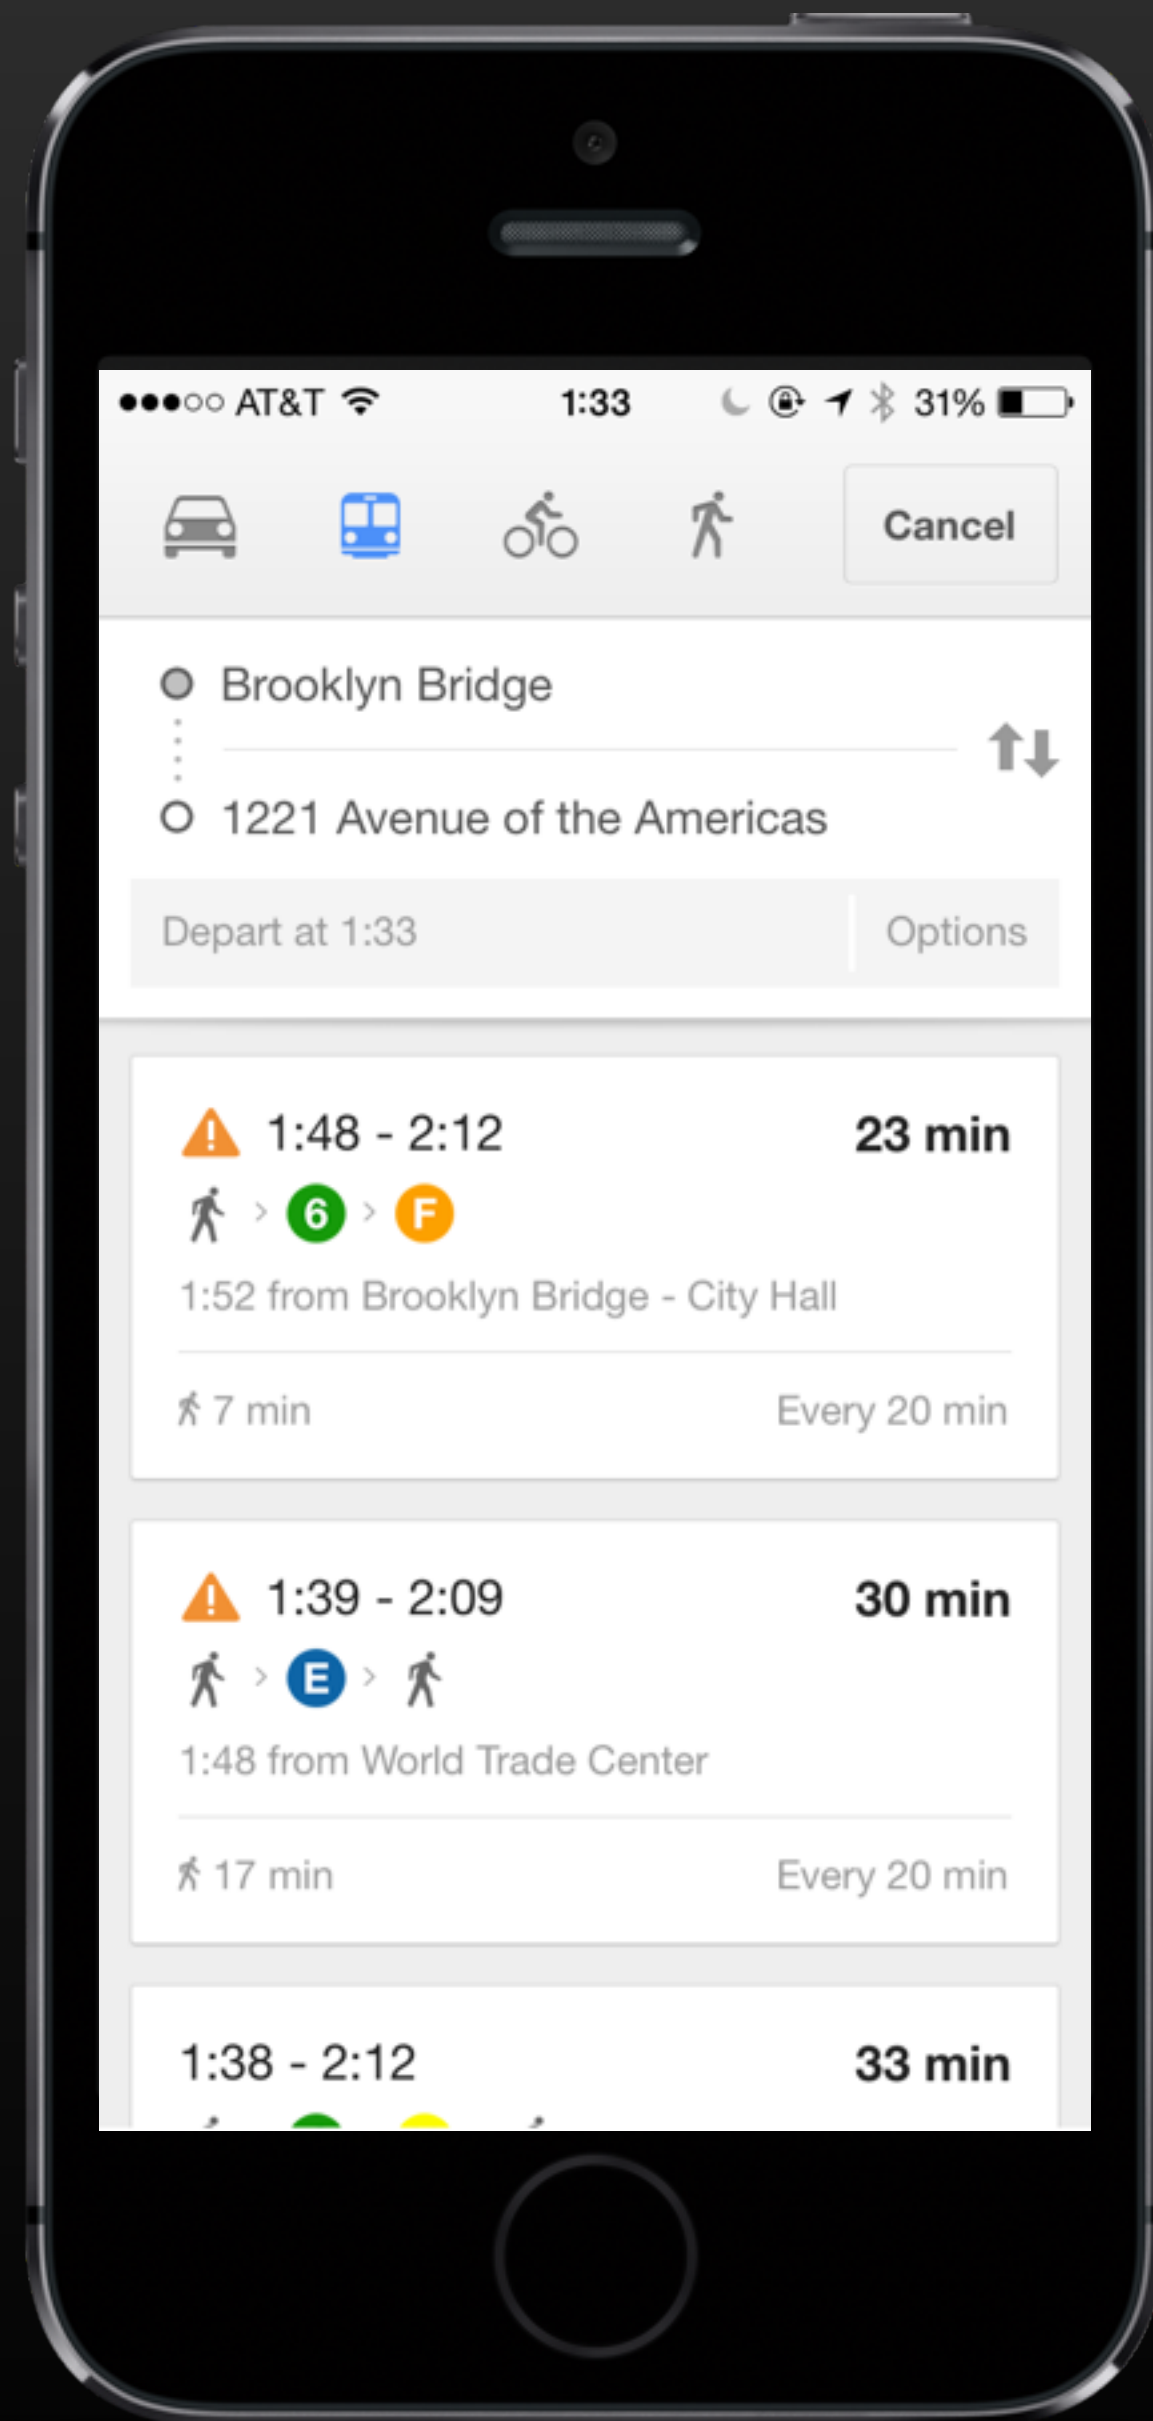 AT&T 1:33 31%
Cancel
Brooklyn Bridge
1221 Avenue of the Americas
Depart at 1:33 Options
1:48 - 2:12 23 min
6 F
1:52 from Brooklyn Bridge - City Hall
7 min Every 20 min
1:39 - 2:09 30 min
E
1:48 from World Trade Center
17 min Every 20 min
1:38 - 2:12 33 min